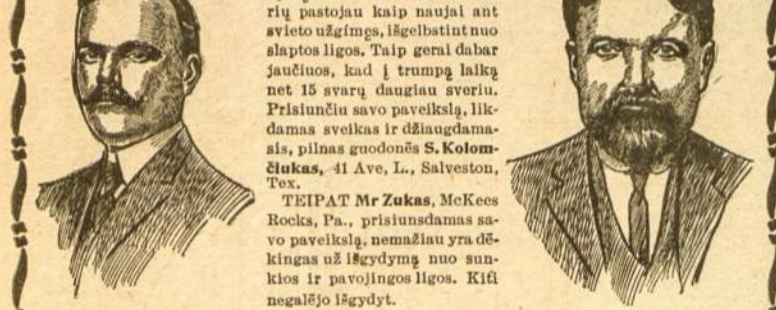 rių pastojau kaip naujai ant
svieto užgimęs, išgelbstint nuo
slaptos ligos. Taip gerai dabar
jaučiuos, kad į trumpą laiką
net 15 svarų daugiau sveriu.
Prisiunčiu savo paveikslą, lik-
damas sveikas ir džiaugdama-
sis, pilnas guodonės S. Kolom-
čiukas, 41 Ave, L., Salveston,
Tex.
TEIPAT Mr Zukas, McKees
Rocks, Pa., prisiunsdamas sa-
vo paveikslą, nemažiau yra dė-
kingas už išgydymą nuo sun-
kios ir pavojingos ligos. Kiti
negalėjo išgydyt.